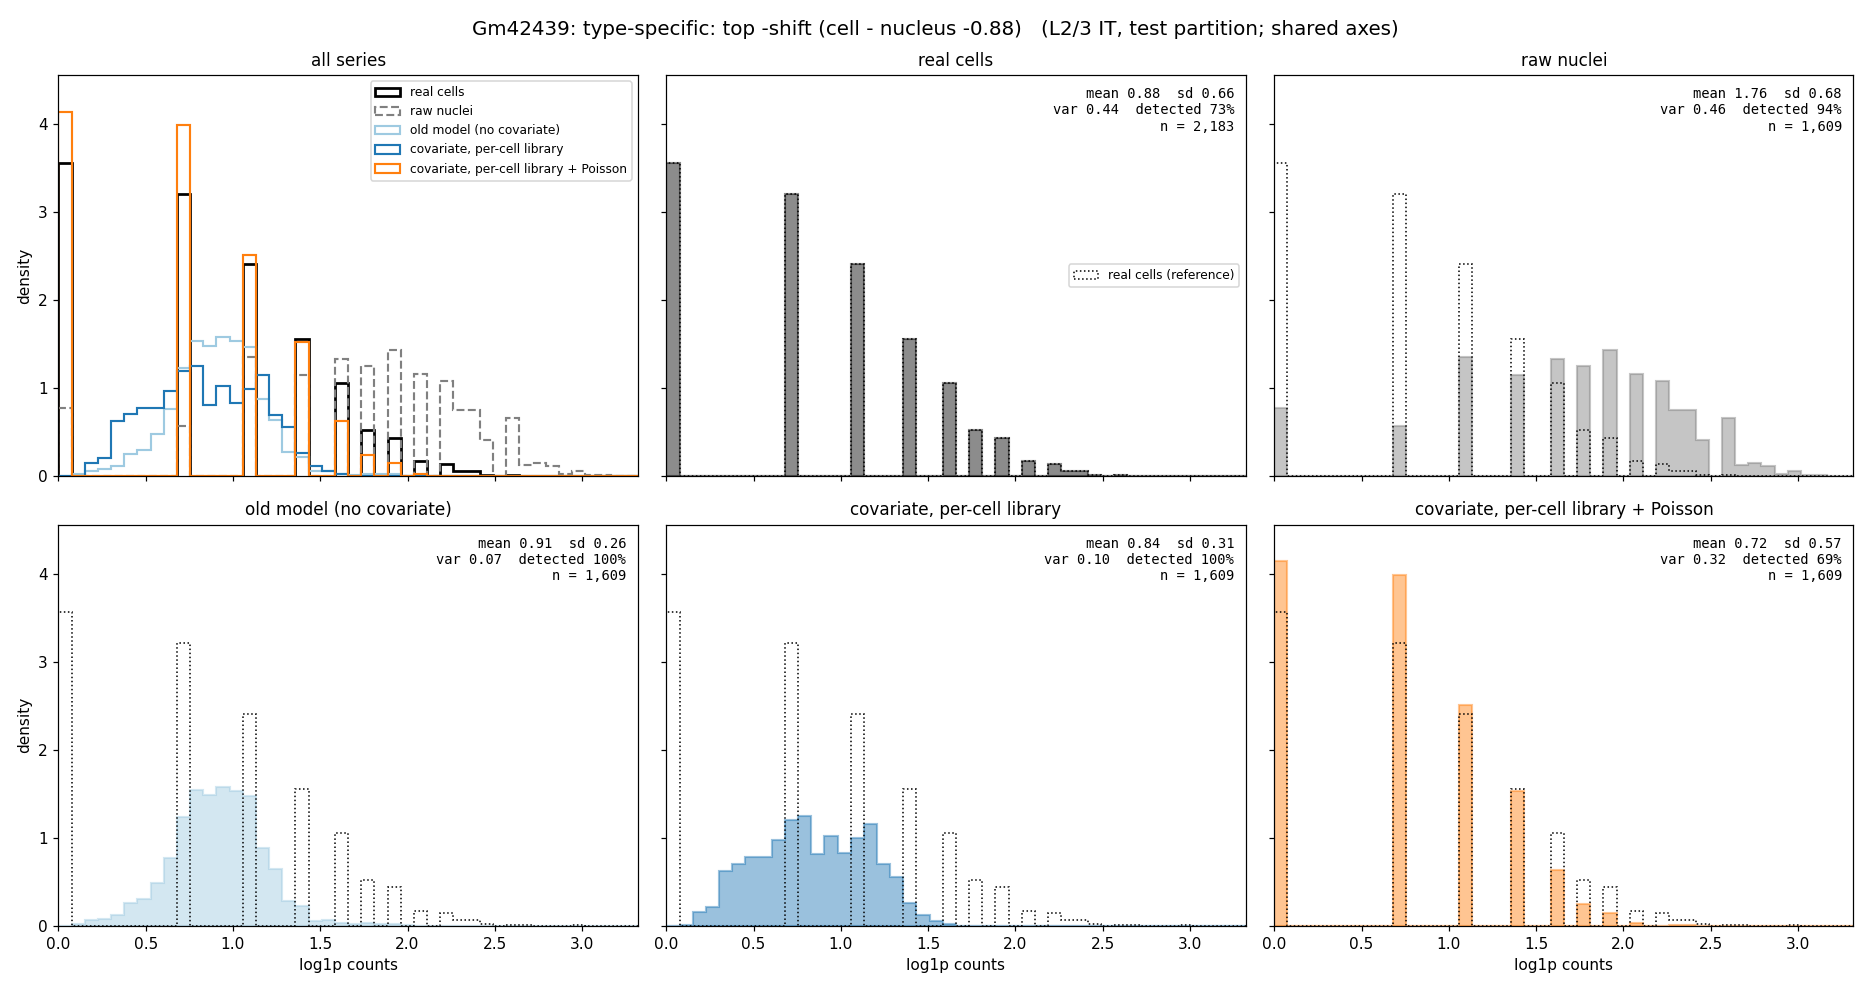 Gm42439: type-specific: top -shift (cell - nucleus -0.88)   (L2/3 IT, test partition; shared axes)
all series
real cells
raw nuclei
old model (no covariate)
covariate, per-cell library
covariate, per-cell library + Poisson
density
4
3
2
1
0
real cells
mean 0.88  sd 0.66
var 0.44  detected 73%
n = 2,183
real cells (reference)
raw nuclei
mean 1.76  sd 0.68
var 0.46  detected 94%
n = 1,609
old model (no covariate)
mean 0.91  sd 0.26
var 0.07  detected 100%
n = 1,609
density
4
3
2
1
0
0.0 0.5 1.0 1.5 2.0 2.5 3.0
log1p counts
covariate, per-cell library
mean 0.84  sd 0.31
var 0.10  detected 100%
n = 1,609
0.0 0.5 1.0 1.5 2.0 2.5 3.0
log1p counts
covariate, per-cell library + Poisson
mean 0.72  sd 0.57
var 0.32  detected 69%
n = 1,609
0.0 0.5 1.0 1.5 2.0 2.5 3.0
log1p counts